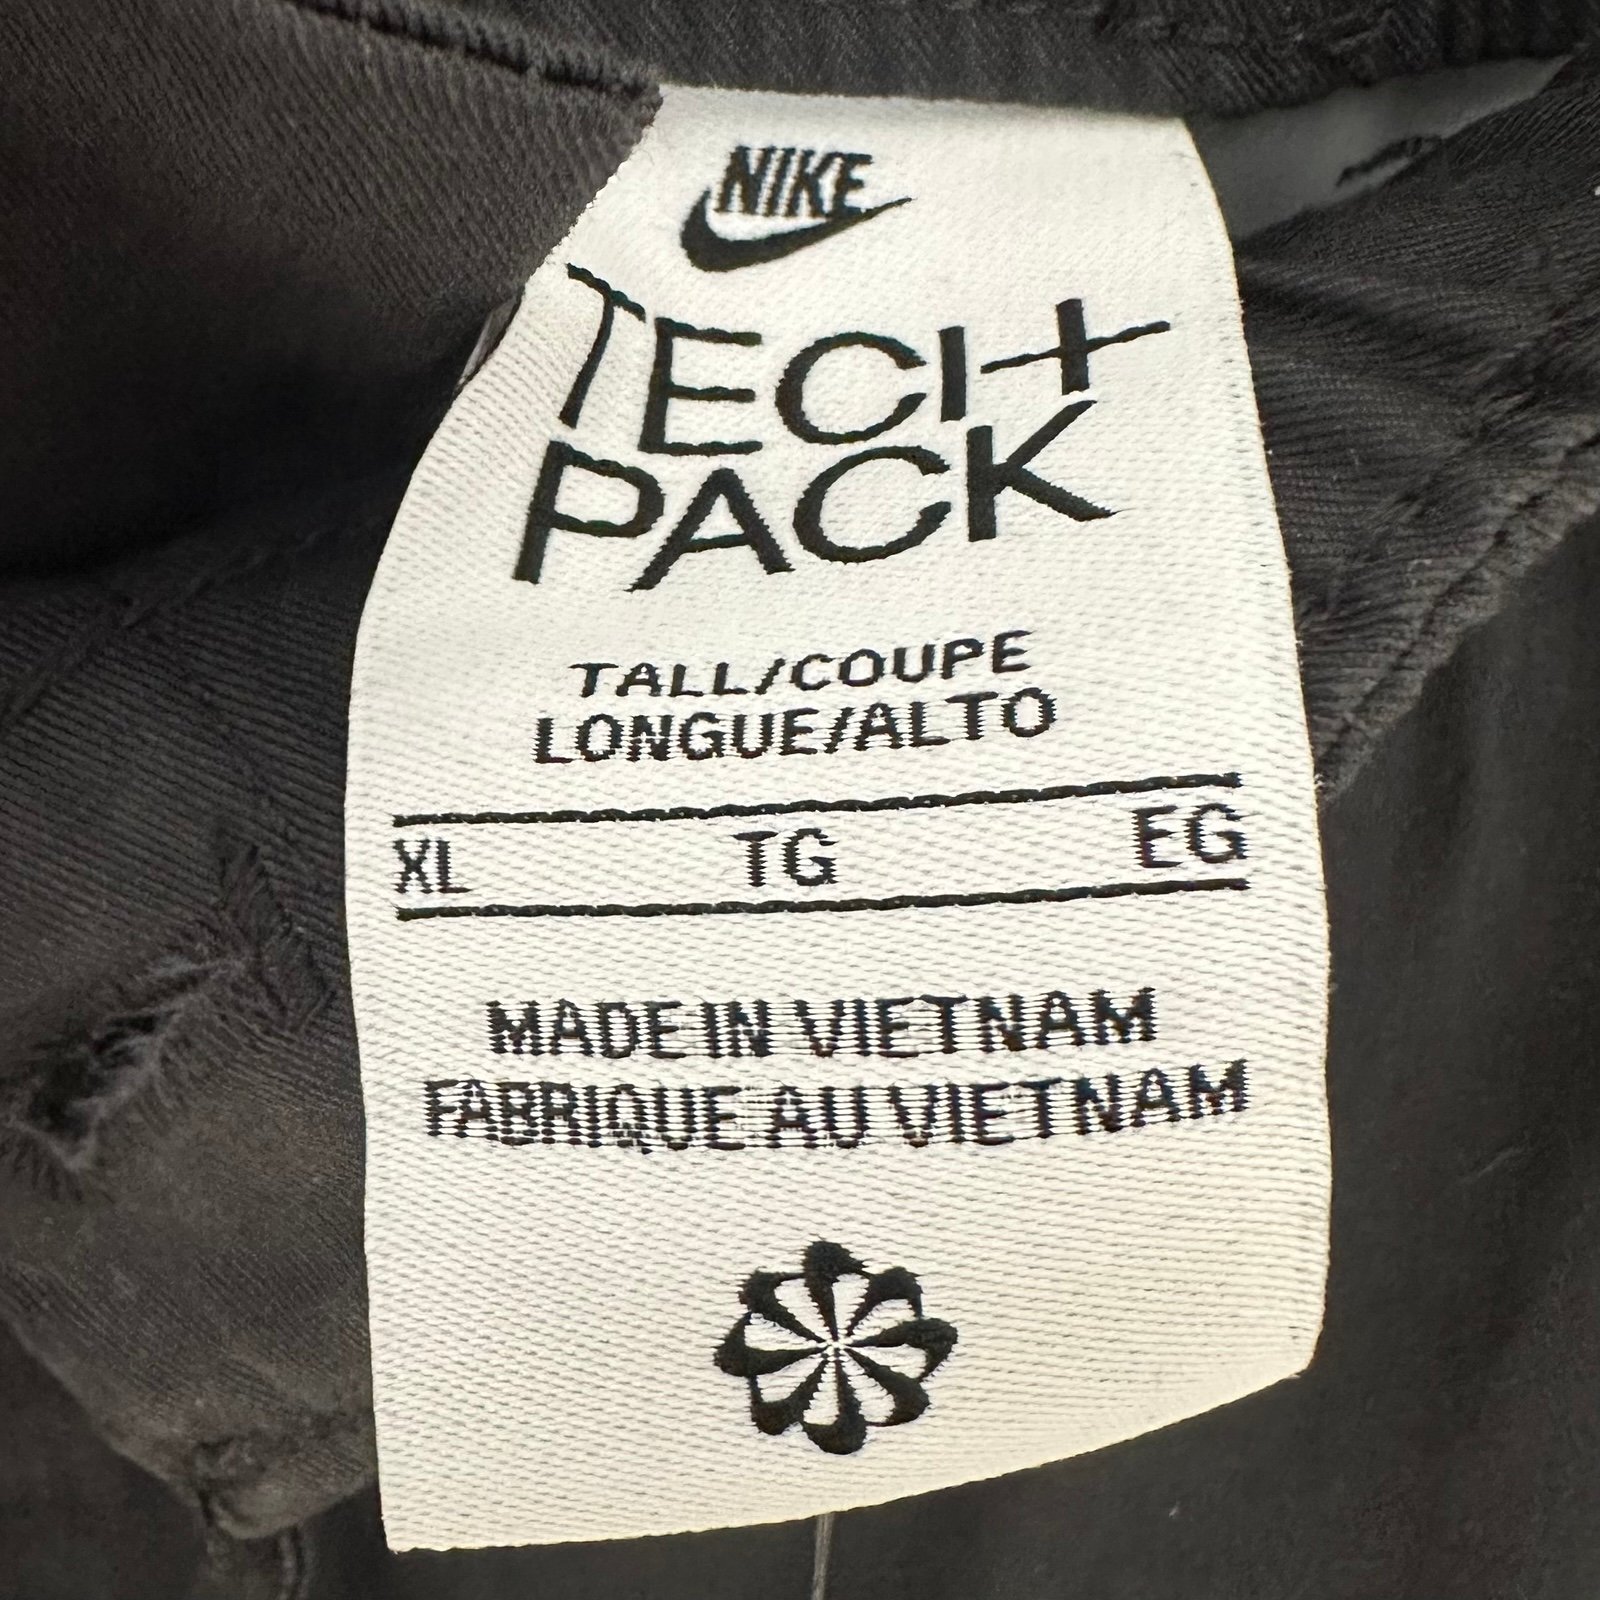 NIKE
TECH
PACK
TALL/COUPE
LONGUE/ALTO
XL TG EG
MADE IN VIETNAM
FABRIQUE AU VIETNAM